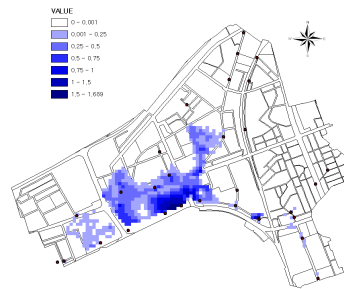 VALUE
0 - 0,001
0,001 - 0,25
0,25 - 0,5
0,5 - 0,75
0,75 - 1
1 - 1,5
1,5 - 1,689
N
W
E
S